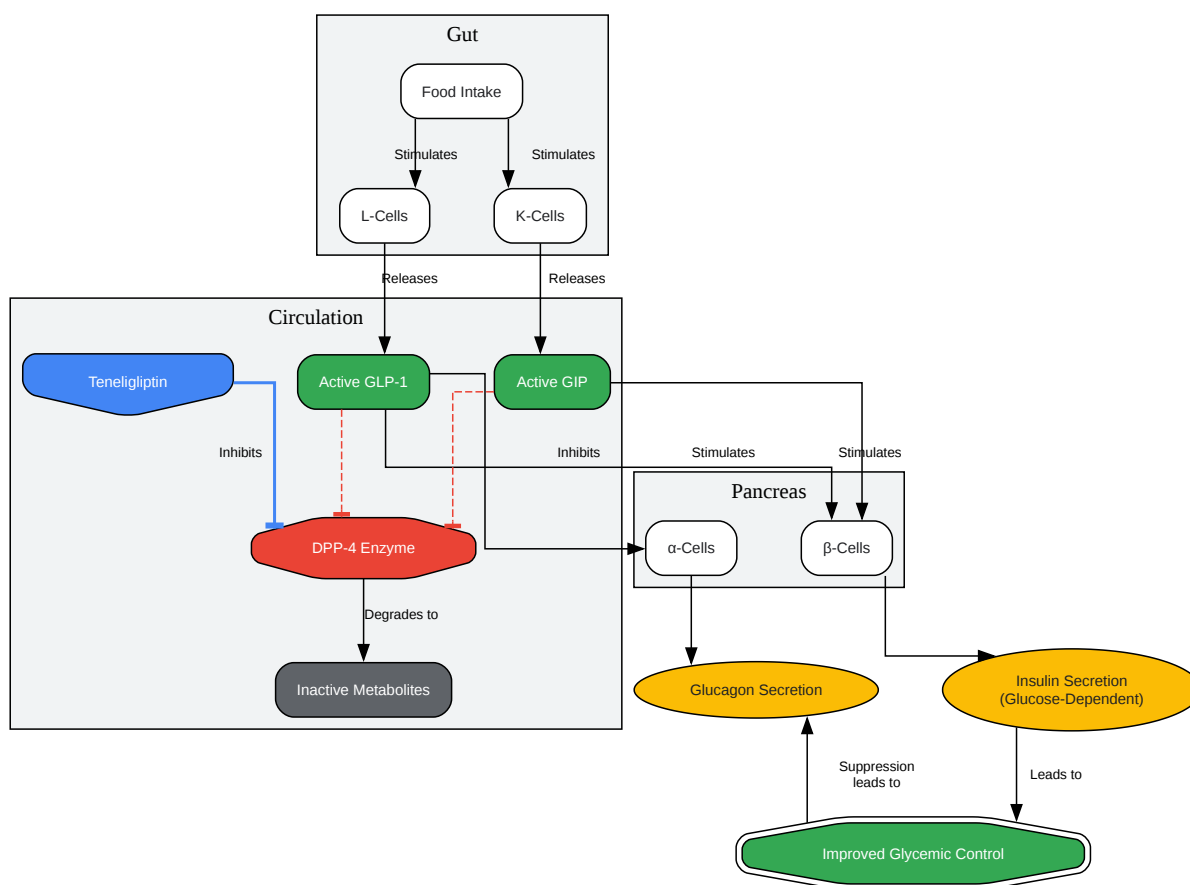 Gut
Food Intake
Stimulates
Stimulates
L-Cells
K-Cells
Releases
Releases
Circulation
Teneligliptin
Active GLP-1
Active GIP
Inhibits
Inhibits
Stimulates
Stimulates
Pancreas
DPP-4 Enzyme
α-Cells
β-Cells
Degrades to
Inactive Metabolites
Glucagon Secretion
Insulin Secretion
(Glucose-Dependent)
Suppression
leads to
Leads to
Improved Glycemic Control